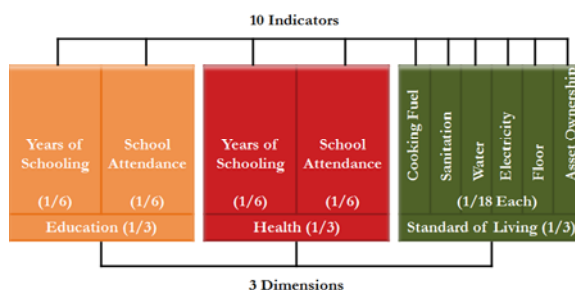 10 Indicators
Years of
Schooling
(1/6)
School
Attendance
(1/6)
Education (1/3)
Years of
Schooling
(1/6)
School
Attendance
(1/6)
Health (1/3)
Cooking Fuel
Sanitation
Water
Electricity
Floor
Asset Ownership
(1/18 Each)
Standard of Living (1/3)
3 Dimensions